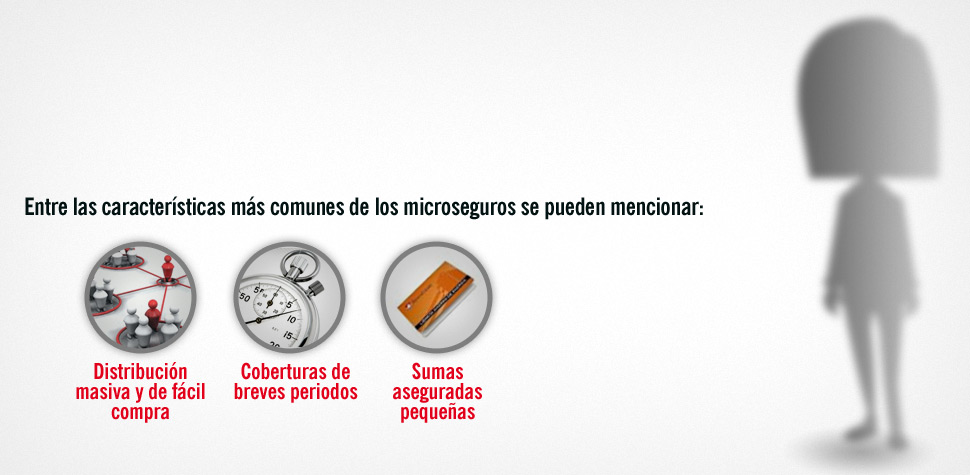 Entre las características más comunes de los microseguros se pueden mencionar:
Distribución
masiva y de fácil
compra
Coberturas de
breves periodos
Sumas
aseguradas
pequeñas